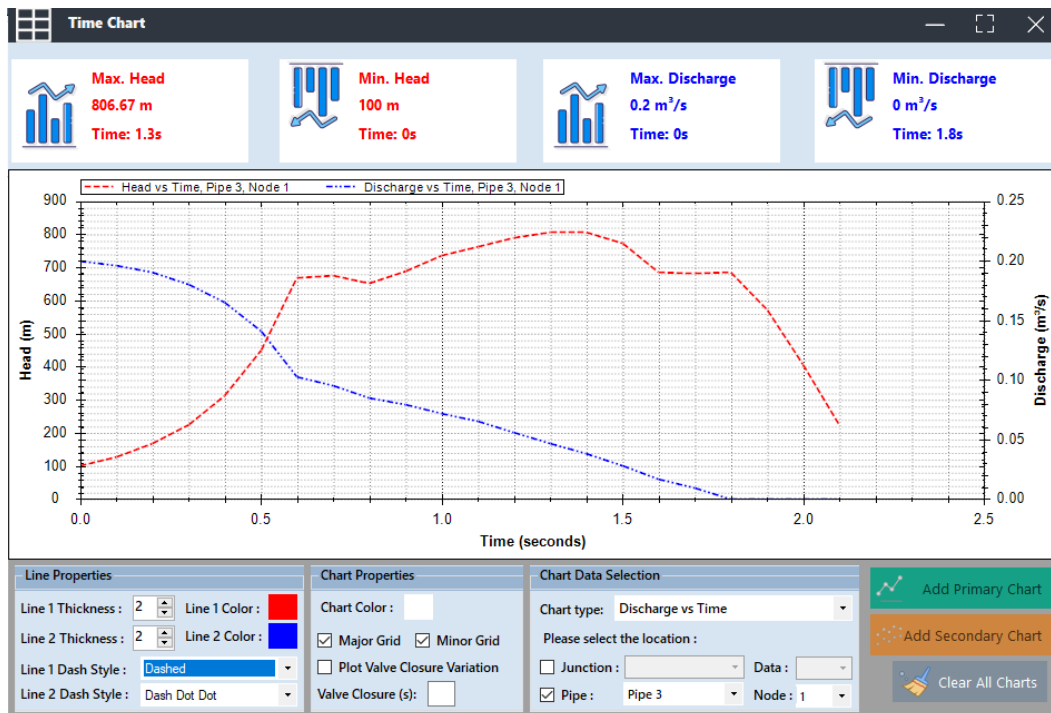 Time Chart
Max. Head
806.67 m
Time: 1.3s
Min. Head
100 m
Time: 0s
Max. Discharge
0.2 m³/s
Time: 0s
Min. Discharge
0 m³/s
Time: 1.8s
Head vs Time, Pipe 3, Node 1
Discharge vs Time, Pipe 3, Node 1
Head (m)
900
800
700
600
500
400
300
200
100
0
0.25
0.20
0.15
0.10
0.05
0.00
Discharge (m³/s)
0.0 0.5 1.0 1.5 2.0 2.5
Time (seconds)
Line Properties
Line 1 Thickness : 2 Line 1 Color :
Line 2 Thickness : 2 Line 2 Color :
Line 1 Dash Style : Dashed
Line 2 Dash Style : Dash Dot Dot
Chart Properties
Chart Color :
Major Grid Minor Grid
Plot Valve Closure Variation
Valve Closure (s):
Chart Data Selection
Chart type: Discharge vs Time
Please select the location :
Junction : Data :
Pipe : Pipe 3 Node : 1
Add Primary Chart
Add Secondary Chart
Clear All Charts